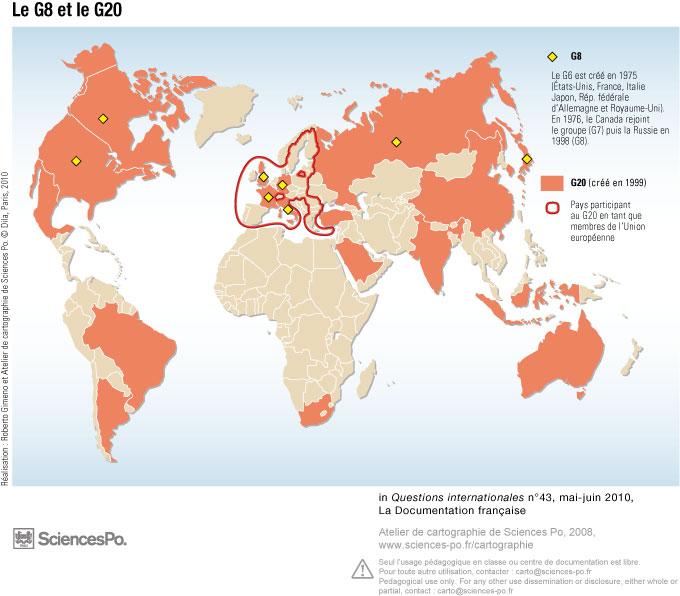 Le G8 et le G20
G8
Le G6 est créé en 1975
(États-Unis, France, Italie
Japon, Rép. fédérale
d'Allemagne et Royaume-Uni).
En 1976, le Canada rejoint
le groupe (G7) puis la Russie en
1998 (G8).
G20 (créé en 1999)
Pays participant
au G20 en tant que
membres de l'Union
européenne
Réalisation : Roberto Gimeno et Atelier de cartographie de Sciences Po. © Dila, Paris, 2010
in Questions internationales n°43, mai-juin 2010,
La Documentation française
SciencesPo.
Atelier de cartographie de Sciences Po, 2008,
www.sciences-po.fr/cartographie
Seul l'usage pédagogique en classe ou centre de documentation est libre.
Pour toute autre utilisation, contacter : carto@sciences-po.fr
Pedagogical use only. For any other use dissemination or disclosure, either whole or
partial, contact : carto@sciences-po.fr